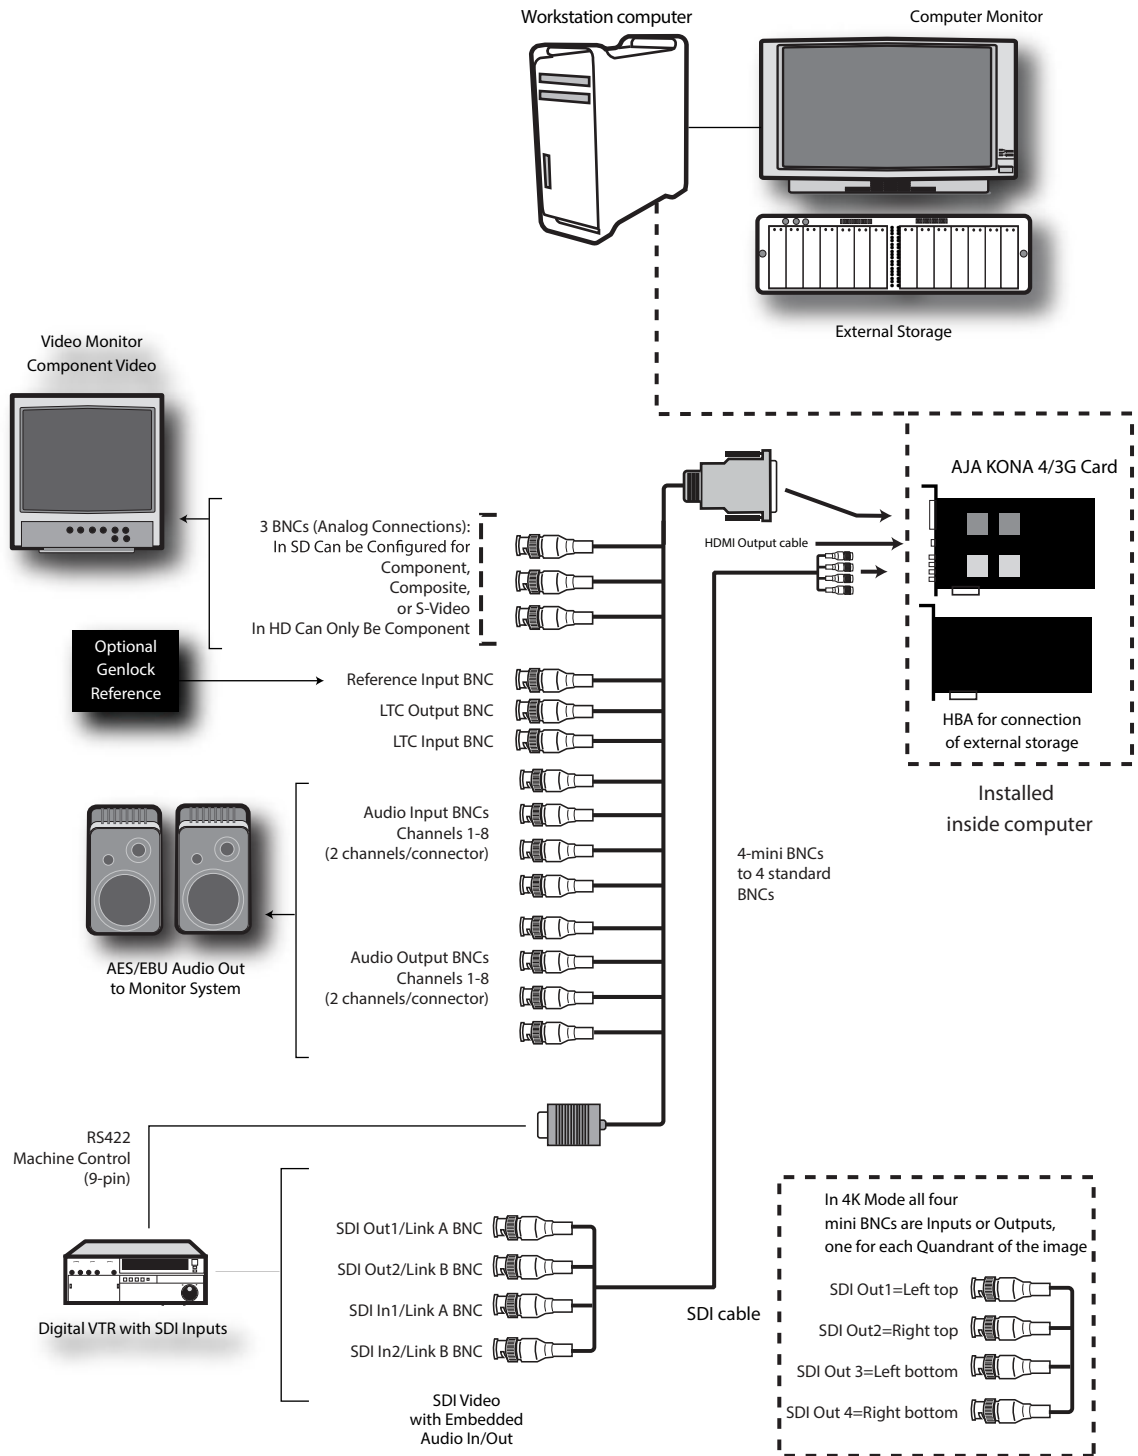 Workstation computer
Computer Monitor
External Storage
Video Monitor
Component Video
AJA KONA 4/3G Card
3 BNCs (Analog Connections):
In SD Can be Configured for
Component,
Composite,
or S-Video
In HD Can Only Be Component
HDMI Output cable
Optional
Genlock
Reference
Reference Input BNC
LTC Output BNC
LTC Input BNC
HBA for connection
of external storage
Installed
inside computer
Audio Input BNCs
Channels 1-8
(2 channels/connector)
4-mini BNCs
to 4 standard
BNCs
AES/EBU Audio Out
to Monitor System
Audio Output BNCs
Channels 1-8
(2 channels/connector)
RS422
Machine Control
(9-pin)
Digital VTR with SDI Inputs
SDI Out1/Link A BNC
SDI Out2/Link B BNC
SDI In1/Link A BNC
SDI In2/Link B BNC
SDI cable
SDI Video
with Embedded
Audio In/Out
In 4K Mode all four
mini BNCs are Inputs or Outputs,
one for each Quandrant of the image
SDI Out1=Left top
SDI Out2=Right top
SDI Out 3=Left bottom
SDI Out 4=Right bottom